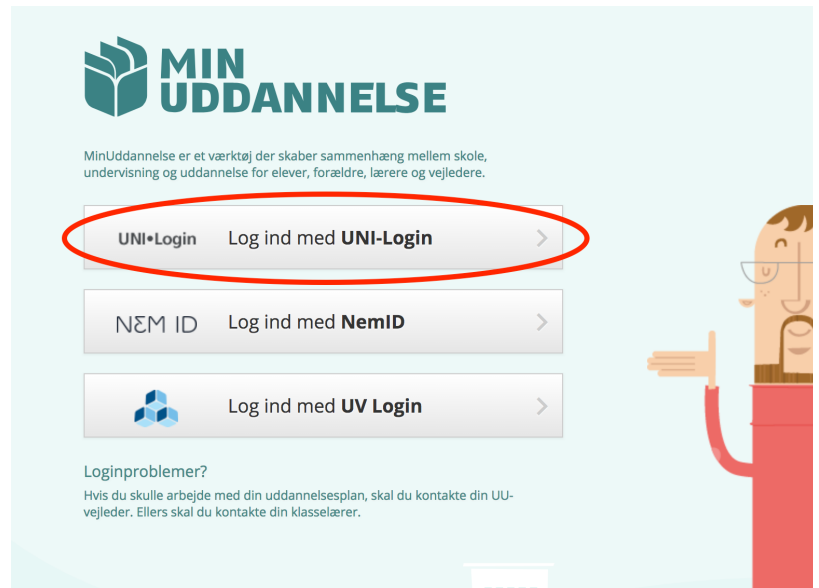 MIN
UDDANNELSE
MinUddannelse er et værktøj der skaber sammenhæng mellem skole,
undervisning og uddannelse for elever, forældre, lærere og vejledere.
UNI•Login Log ind med UNI-Login
NEM ID Log ind med NemID
Log ind med UV Login
Loginproblemer?
Hvis du skulle arbejde med din uddannelsesplan, skal du kontakte din UU-
vejleder. Ellers skal du kontakte din klasselærer.